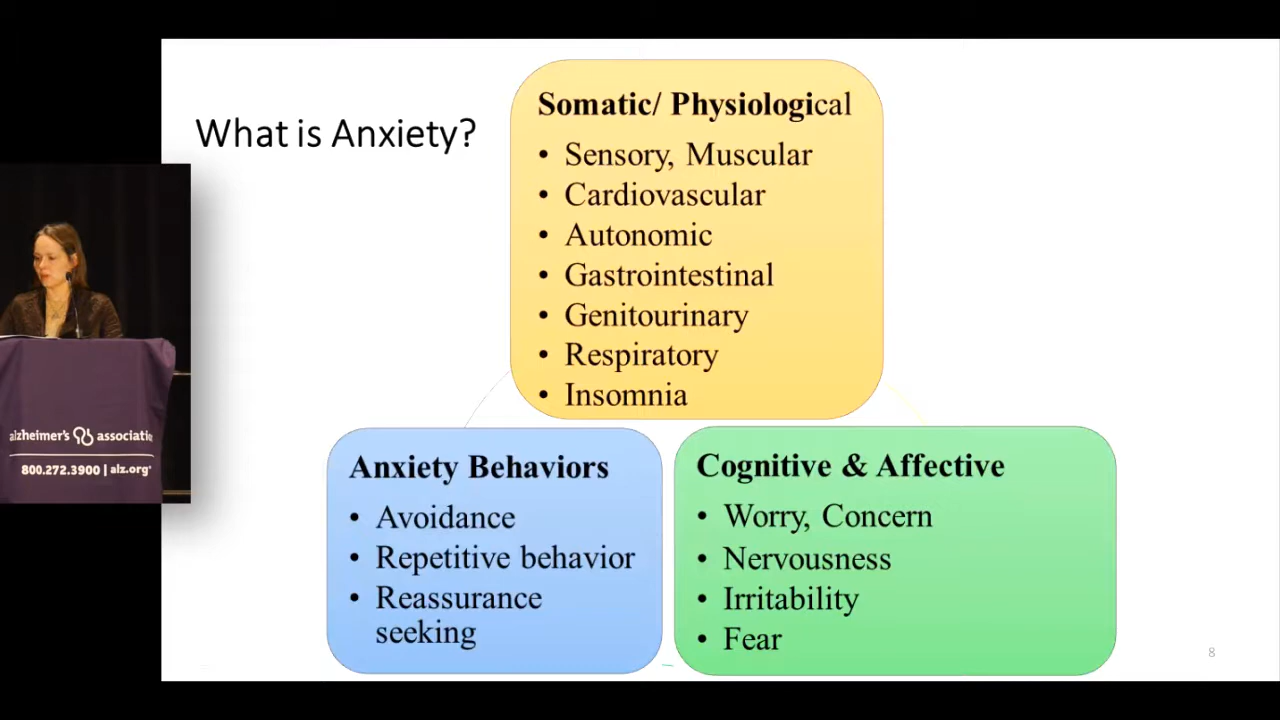 What is Anxiety?
Somatic/ Physiological
• Sensory, Muscular
• Cardiovascular
• Autonomic
• Gastrointestinal
• Genitourinary
• Respiratory
• Insomnia
Anxiety Behaviors
• Avoidance
• Repetitive behavior
• Reassurance
seeking
Cognitive & Affective
• Worry, Concern
• Nervousness
• Irritability
• Fear
alzheimer's associatio
800.272.3900 | alz.org®
8